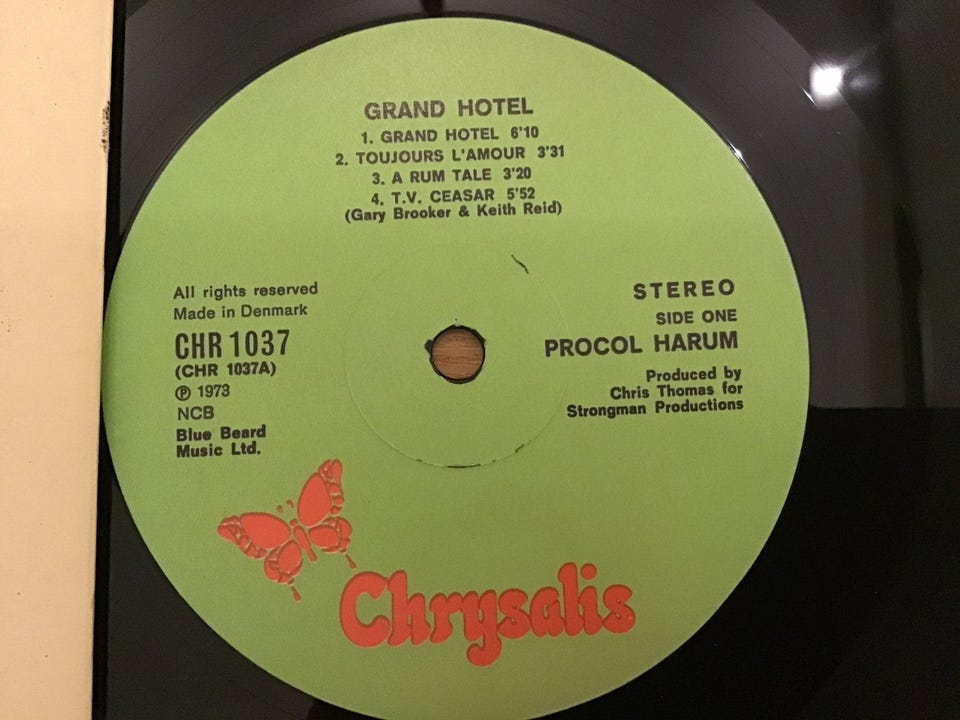 GRAND HOTEL
1. GRAND HOTEL 6'10
2. TOUJOURS L'AMOUR 3'31
3. A RUM TALE 3'20
4. T.V. CEASAR 5'52
(Gary Brooker & Keith Reid)
All rights reserved
Made in Denmark
CHR 1037
(CHR 1037A)
℗ 1973
NCB
Blue Beard
Music Ltd.
STEREO
SIDE ONE
PROCOL HARUM
Produced by
Chris Thomas for
Strongman Productions
Chrysalis